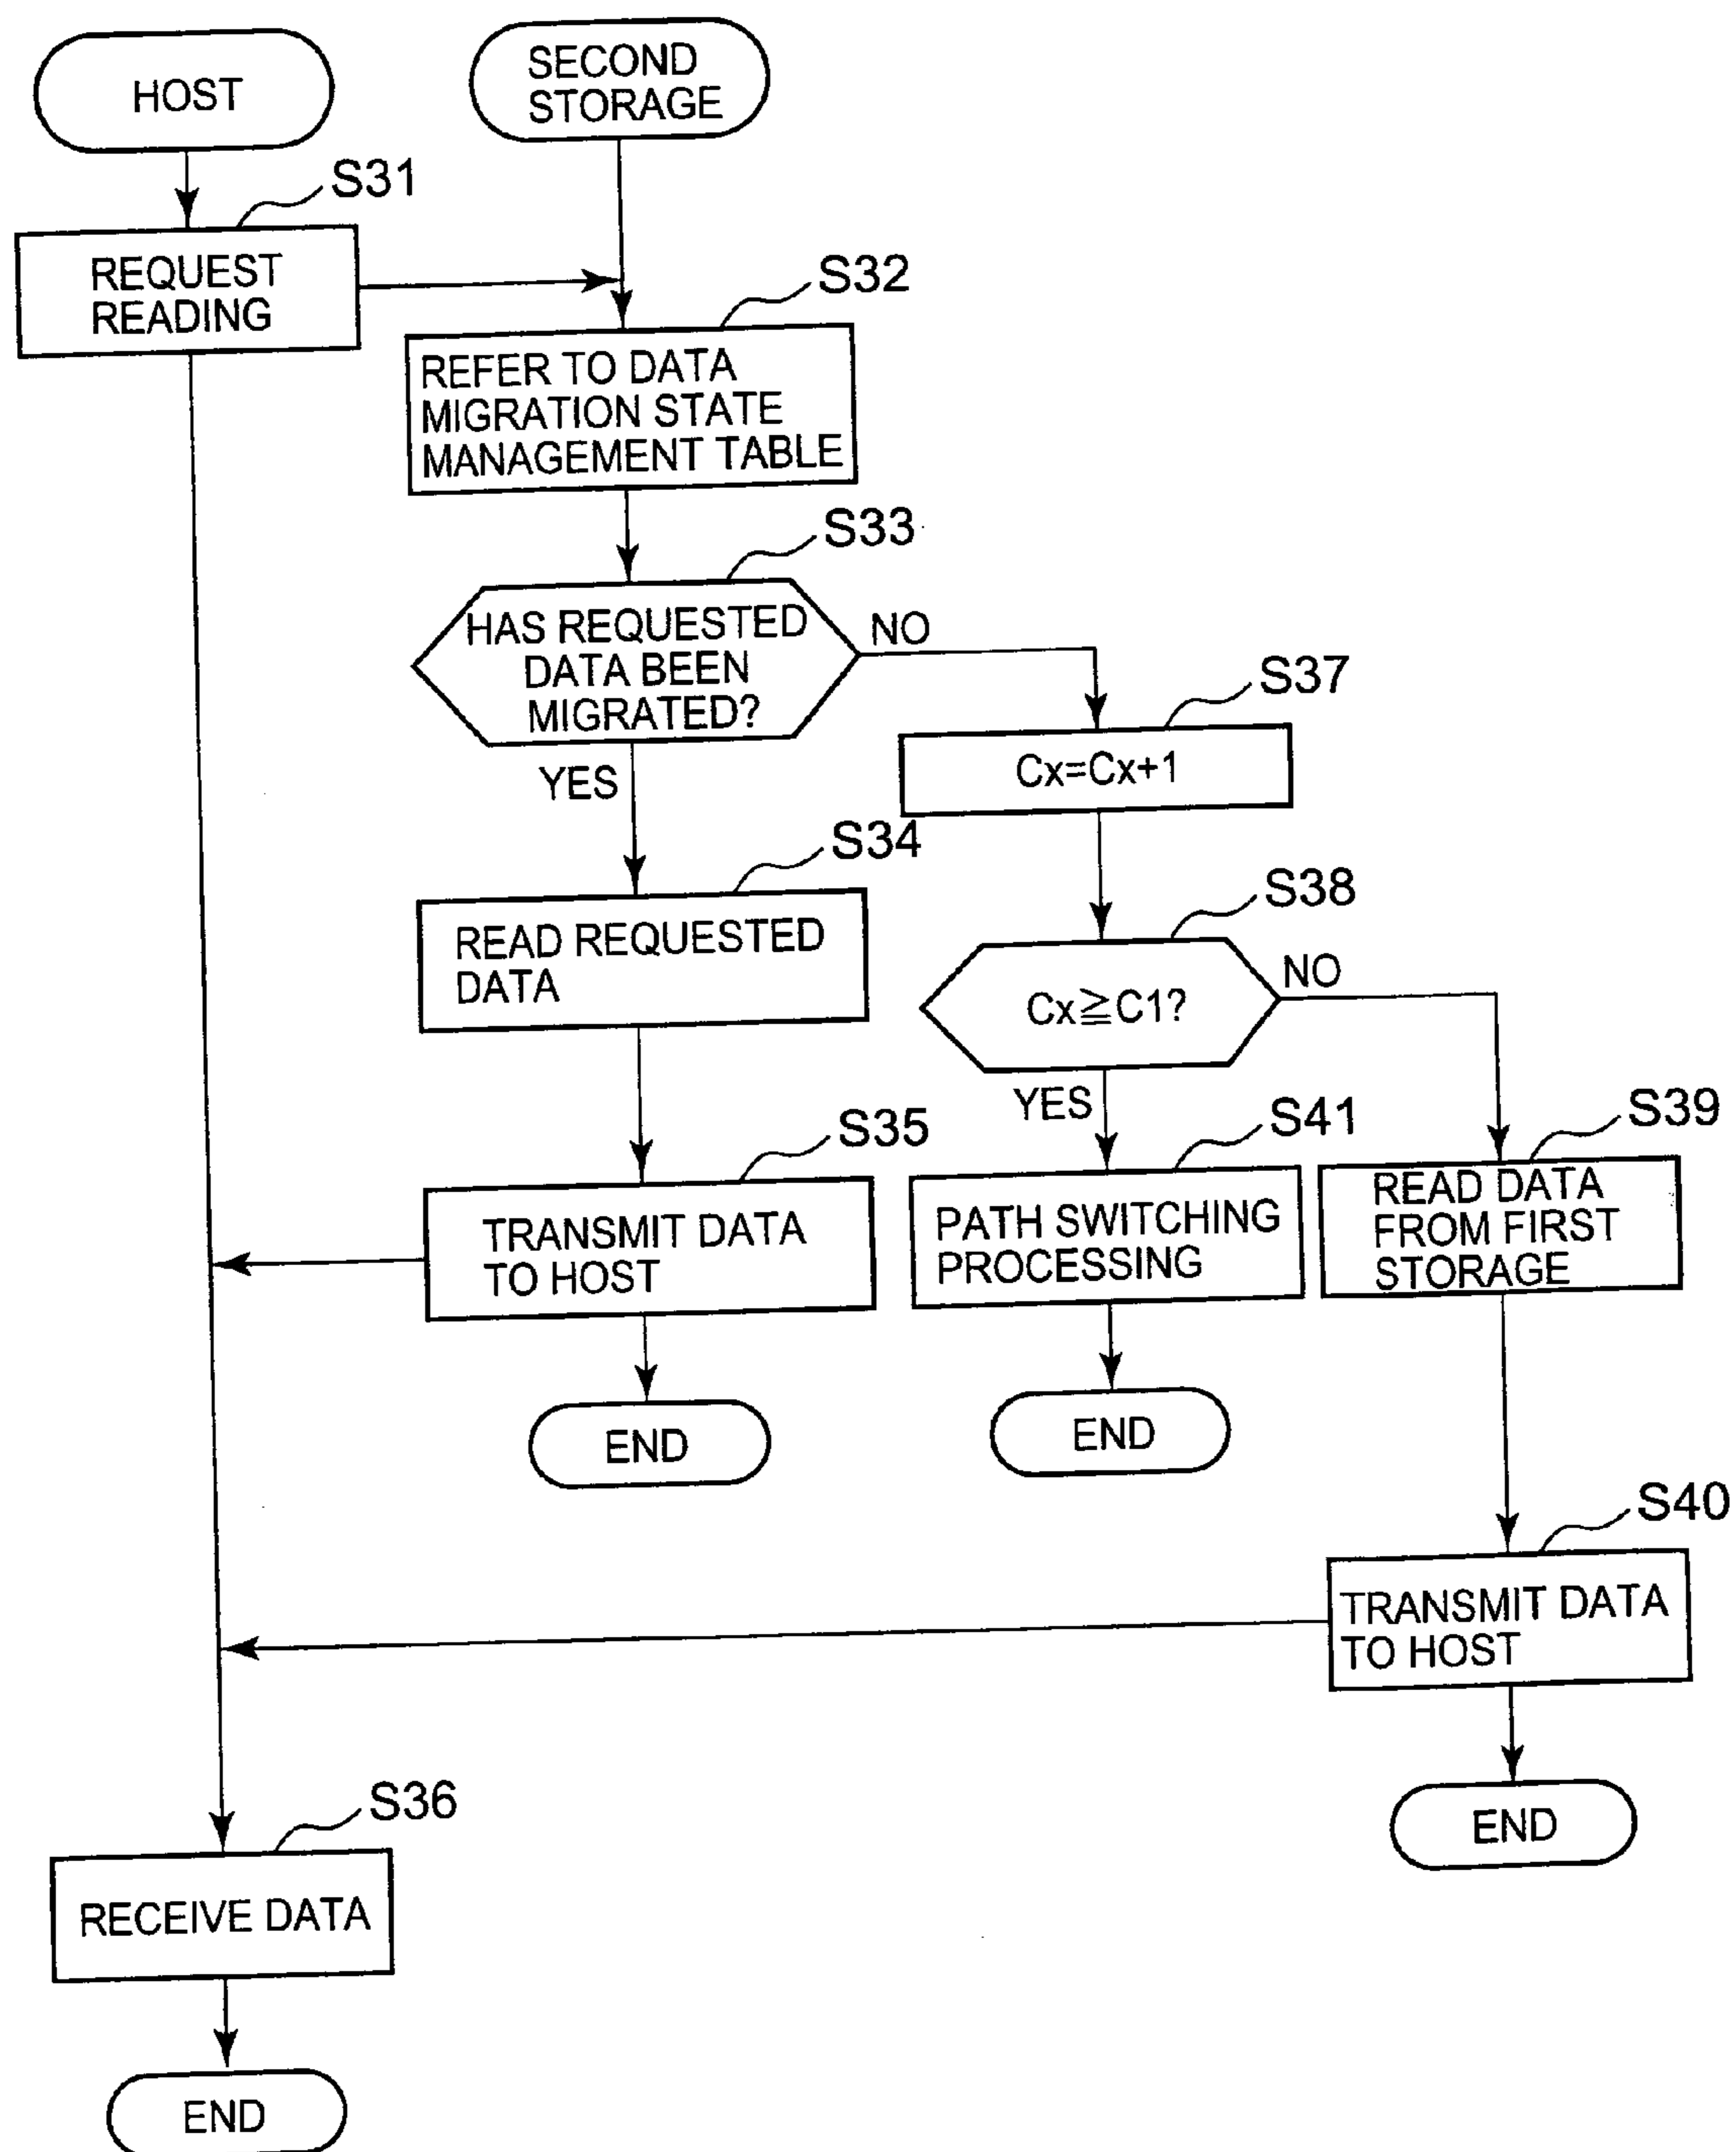 HOST
SECOND
STORAGE
S31
REQUEST
READING
S32
REFER TO DATA
MIGRATION STATE
MANAGEMENT TABLE
S33
HAS REQUESTED
DATA BEEN
MIGRATED?
NO
YES
S37
Cx=Cx+1
S34
READ REQUESTED
DATA
S38
Cx≧C1?
NO
YES
S35
TRANSMIT DATA
TO HOST
S41
PATH SWITCHING
PROCESSING
S39
READ DATA
FROM FIRST
STORAGE
END
END
S40
TRANSMIT DATA
TO HOST
END
S36
RECEIVE DATA
END